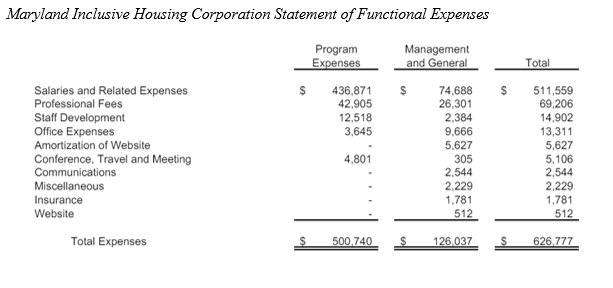 Maryland Inclusive Housing Corporation Statement of Functional Expenses
Program Management
Expenses and General Total
Salaries and Related Expenses $ 436,871 $ 74,688 $ 511,559
Professional Fees 42,905 26,301 69,206
Staff Development 12,518 2,384 14,902
Office Expenses 3,645 9,666 13,311
Amortization of Website - 5,627 5,627
Conference, Travel and Meeting 4,801 305 5,106
Communications - 2,544 2,544
Miscellaneous - 2,229 2,229
Insurance - 1,781 1,781
Website - 512 512
Total Expenses $ 500,740 $ 126,037 $ 626,777